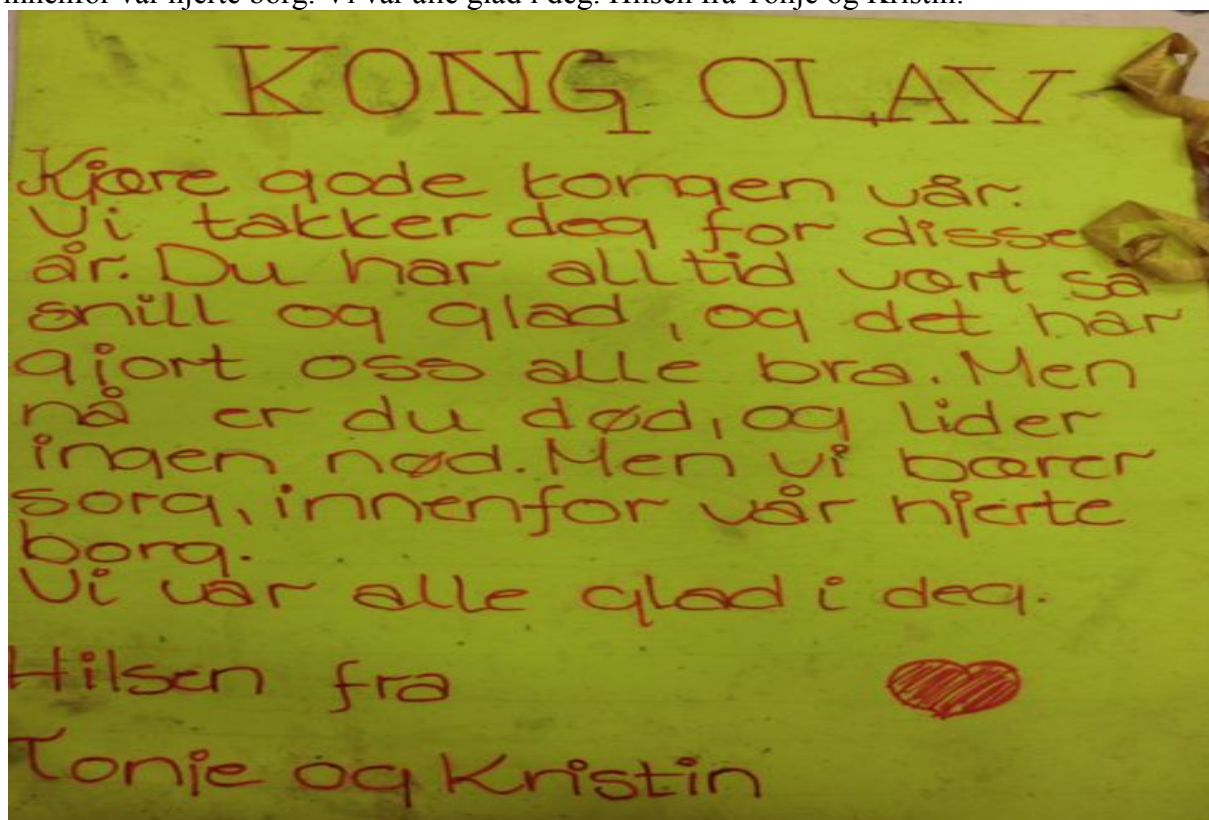 innenfor vår hjerte borg. Vi var alle glad i deg. Hilsen fra Tonje og Kristin.
KONG OLAV
Kjære gode kongen vår.
Vi takker deg for disse
år. Du har alltid vært så
snill og glad, og det har
gjort oss alle bra. Men
nå er du død, og lider
ingen nød. Men vi bærer
sorg, innenfor vår hjerte
borg.
Vi var alle glad i deg.
Hilsen fra
Tonje og Kristin